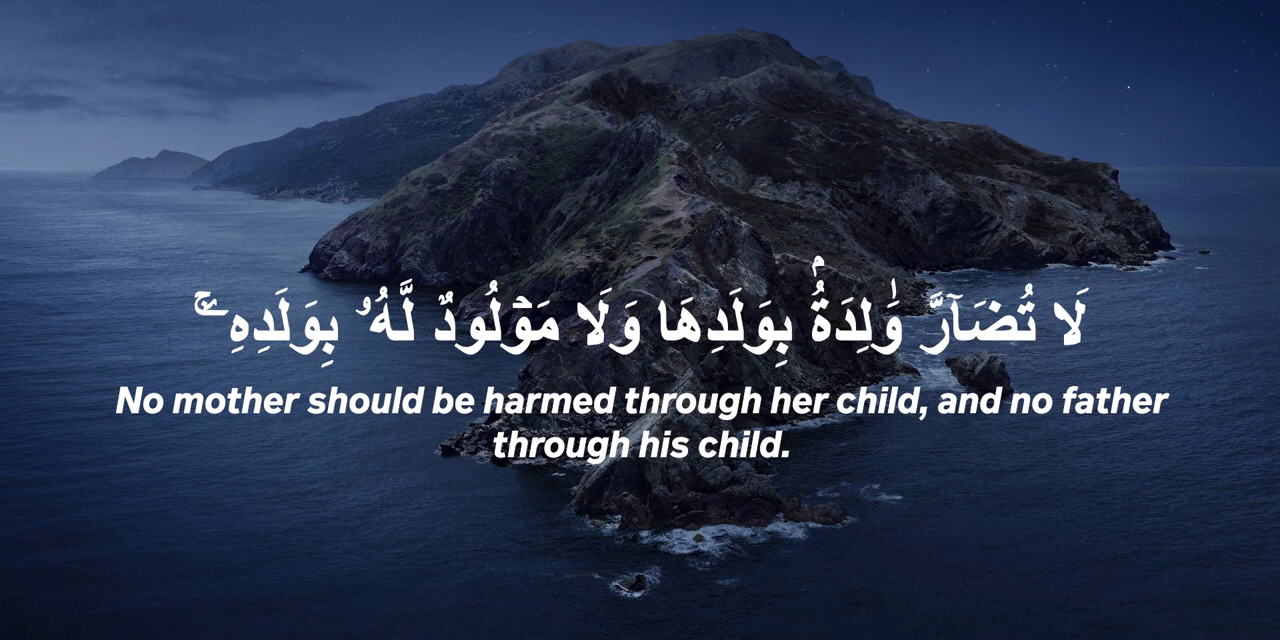 لَا تُضَآرَّ وَٰلِدَةُۢ بِوَلَدِهَا وَلَا مَوۡلُودٌ لَّهُۥ بِوَلَدِهِۦۚ
No mother should be harmed through her child, and no father
through his child.